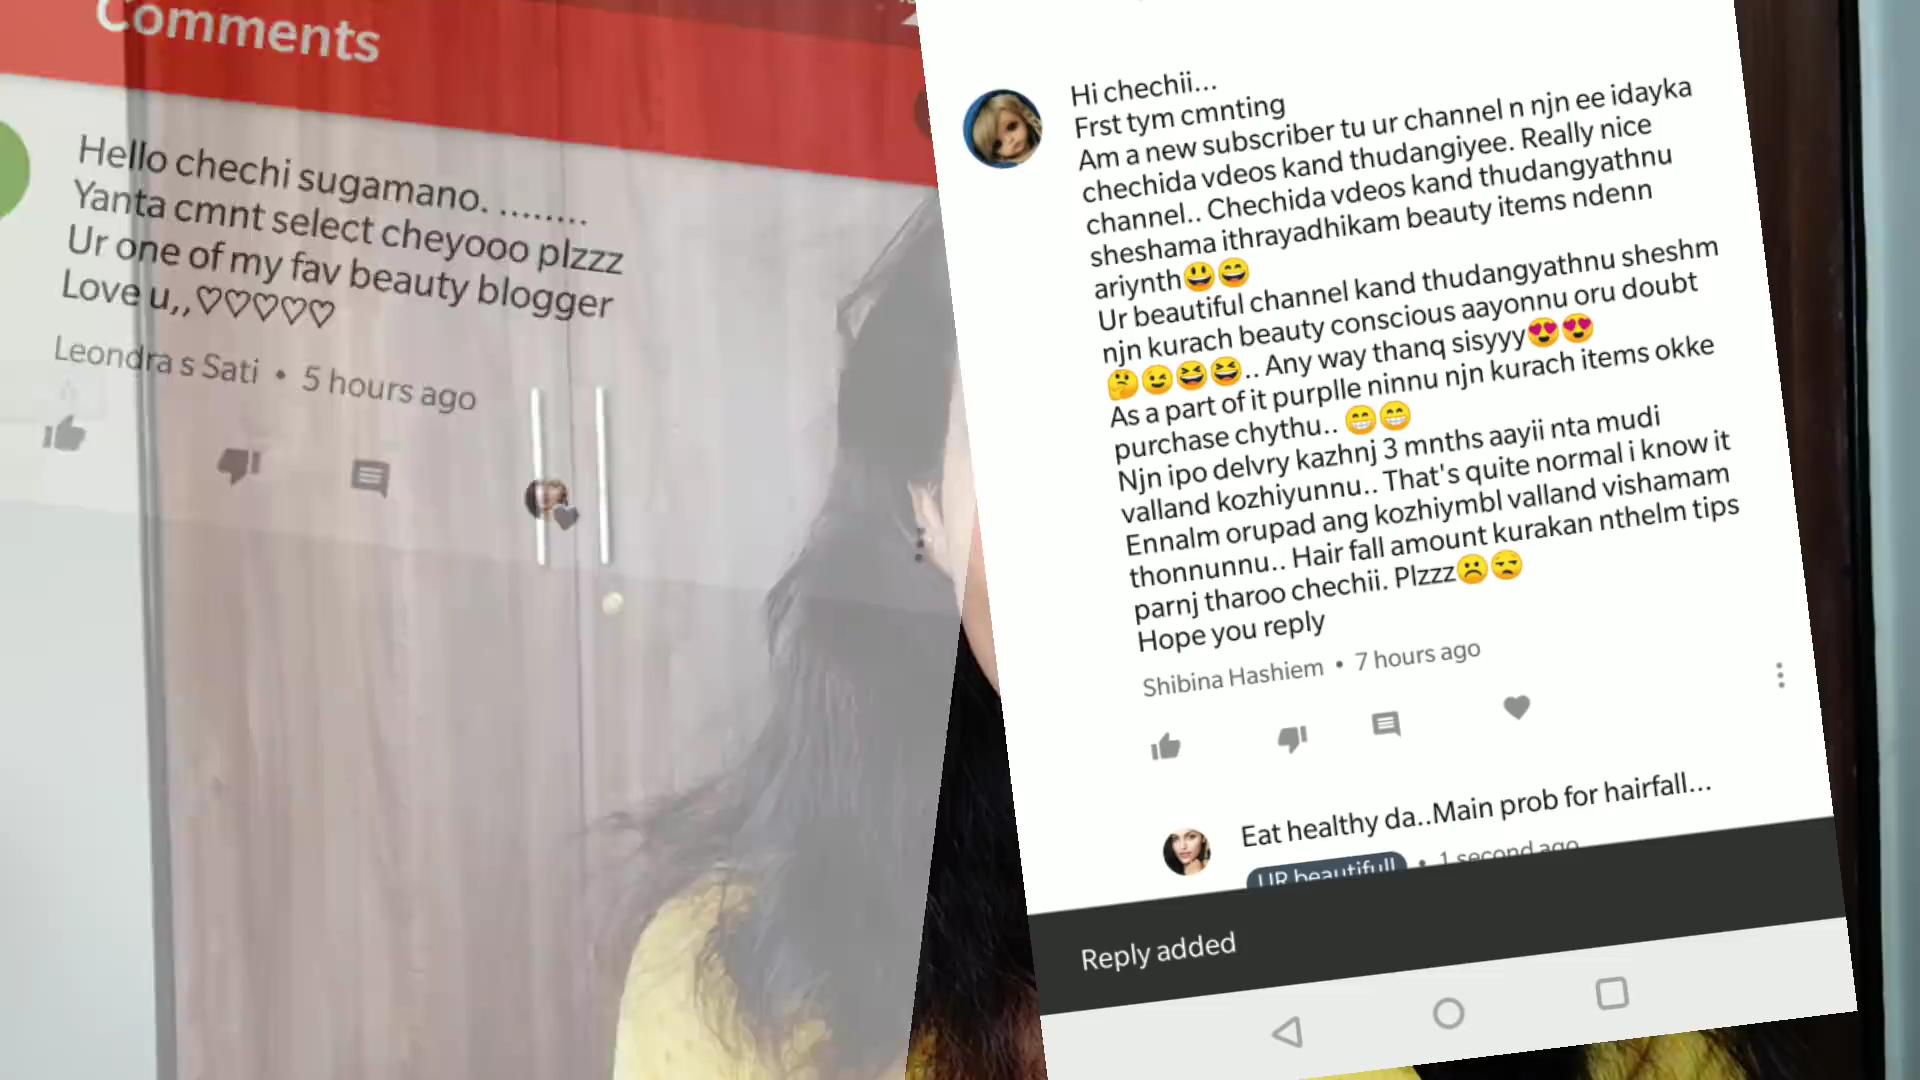 Comments
Hello chechi sugamano. ........
Yanta cmnt select cheyooo plzzz
Ur one of my fav beauty blogger
Love u,,♡♡♡♡♡
Leondra s Sati • 5 hours ago
Hi chechii...
Frst tym cmnting
Am a new subscriber tu ur channel n njn ee idayka
chechida vdeos kand thudangiyee. Really nice
channel.. Chechida vdeos kand thudangyathnu
sheshama ithrayadhikam beauty items ndenn
ariynth😃😄
Ur beautiful channel kand thudangyathnu sheshm
njn kurach beauty conscious aayonnu oru doubt
🤔😉😆😆.. Any way thanq sisyyy😍😍
As a part of it purplle ninnu njn kurach items okke
purchase chythu.. 😁😁
Njn ipo delvry kazhnj 3 mnths aayii nta mudi
valland kozhiyunnu.. That's quite normal i know it
Ennalm orupad ang kozhiymbl valland vishamam
thonnunnu.. Hair fall amount kurakan nthelm tips
parnj tharoo chechii. Plzzz☹️😒
Hope you reply
Shibina Hashiem • 7 hours ago
Eat healthy da..Main prob for hairfall...
UR beautifull • 1 second ago
Reply added